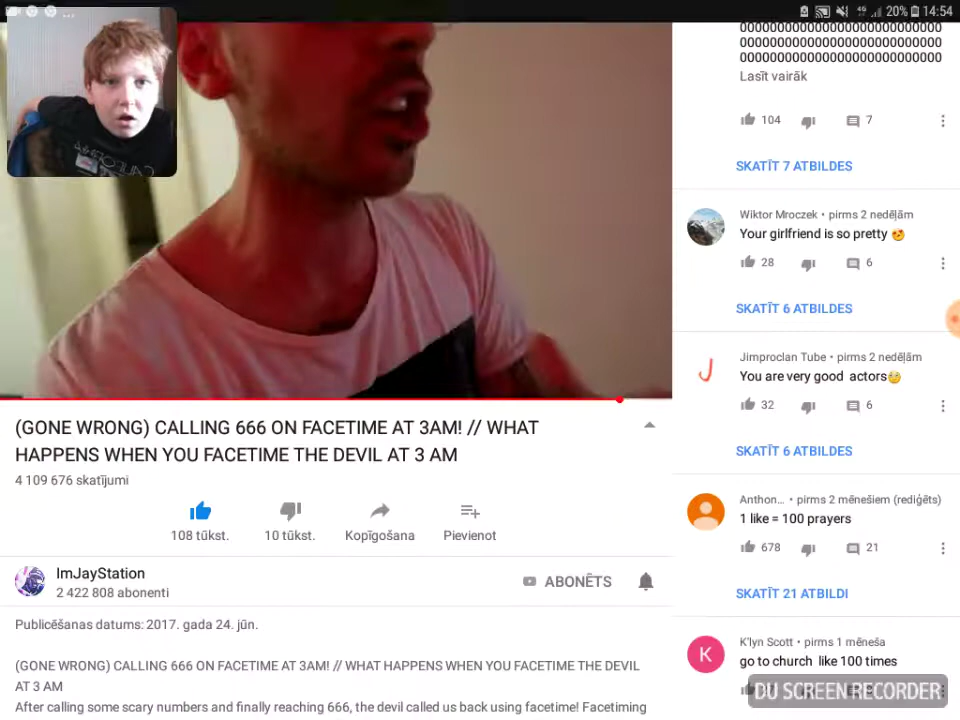 20% 14:54
0000000000000000000000000
0000000000000000000000000
0000000000000000000000000
Lasīt vairāk
104 7
SKATĪT 7 ATBILDES
Wiktor Mroczek • pirms 2 nedēļām
Your girlfriend is so pretty 😍
28 6
SKATĪT 6 ATBILDES
Jimproclan Tube • pirms 2 nedēļām
You are very good actors🧐
32 6
SKATĪT 6 ATBILDES
Anthon... • pirms 2 mēnešiem (rediģēts)
1 like = 100 prayers
678 21
SKATĪT 21 ATBILDI
K
K'lyn Scott • pirms 1 mēneša
go to church like 100 times
DU SCREEN RECORDER
(GONE WRONG) CALLING 666 ON FACETIME AT 3AM! // WHAT
HAPPENS WHEN YOU FACETIME THE DEVIL AT 3 AM
4 109 676 skatījumi
108 tūkst. 10 tūkst. Kopīgošana Pievienot
ImJayStation
2 422 808 abonenti
ABONĒTS
Publicēšanas datums: 2017. gada 24. jūn.
(GONE WRONG) CALLING 666 ON FACETIME AT 3AM! // WHAT HAPPENS WHEN YOU FACETIME THE DEVIL
AT 3 AM
After calling some scary numbers and finally reaching 666, the devil called us back using facetime! Facetiming